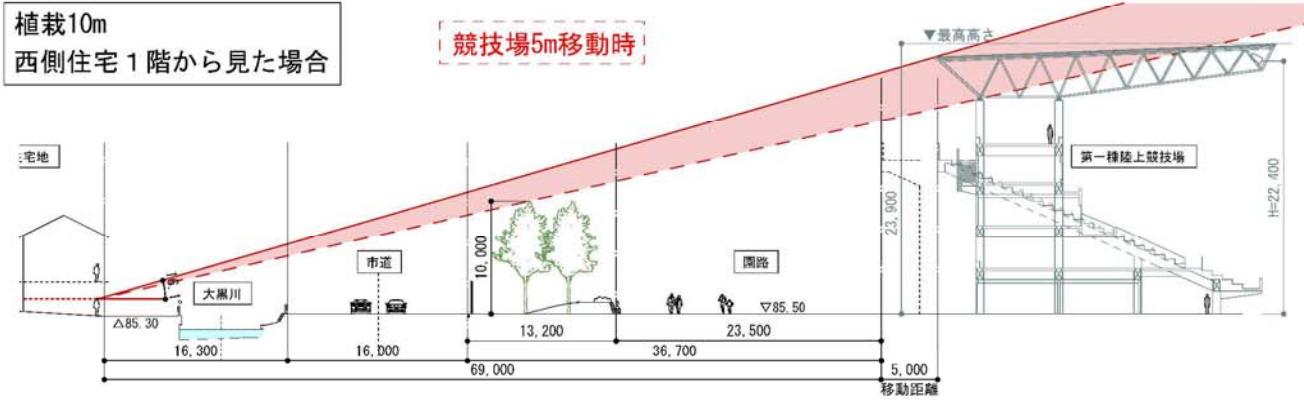 植栽10m
西側住宅1階から見た場合
競技場5m移動時
▼最高高さ
宅地
第一種陸上競技場
H=22,400
23,900
10,000
市道
園路
大黒川
△85.30
▽85.50
13,200
23,500
16,300
16,000
36,700
69,000
5,000
移動距離